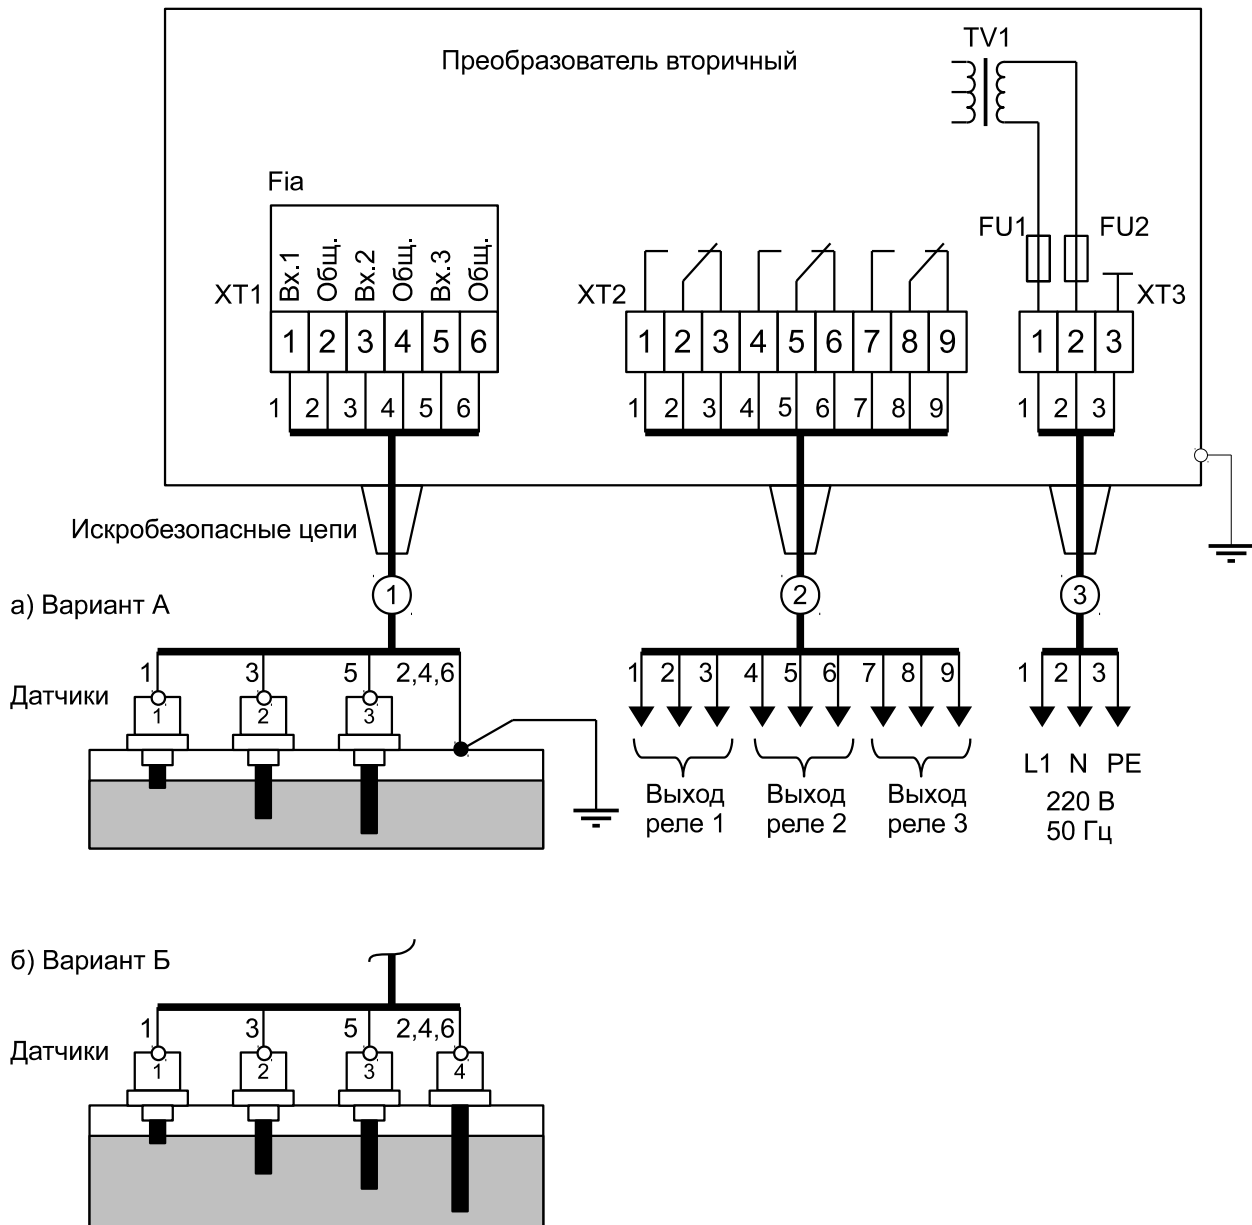 Преобразователь вторичный
TV1
Fia
FU1
FU2
Вх.1
Общ.
Вх.2
Общ.
Вх.3
Общ.
XT1
XT2
XT3
1 2 3 4 5 6
1 2 3 4 5 6 7 8 9
1 2 3
1 2 3 4 5 6
1 2 3 4 5 6 7 8 9
1 2 3
Искробезопасные цепи
1
2
3
а) Вариант А
1 3 5 2,4,6
1 2 3 4 5 6 7 8 9
1 2 3
Датчики
1 2 3
Выход
реле 1
Выход
реле 2
Выход
реле 3
L1 N PE
220 В
50 Гц
б) Вариант Б
1 3 5 2,4,6
Датчики
1 2 3 4